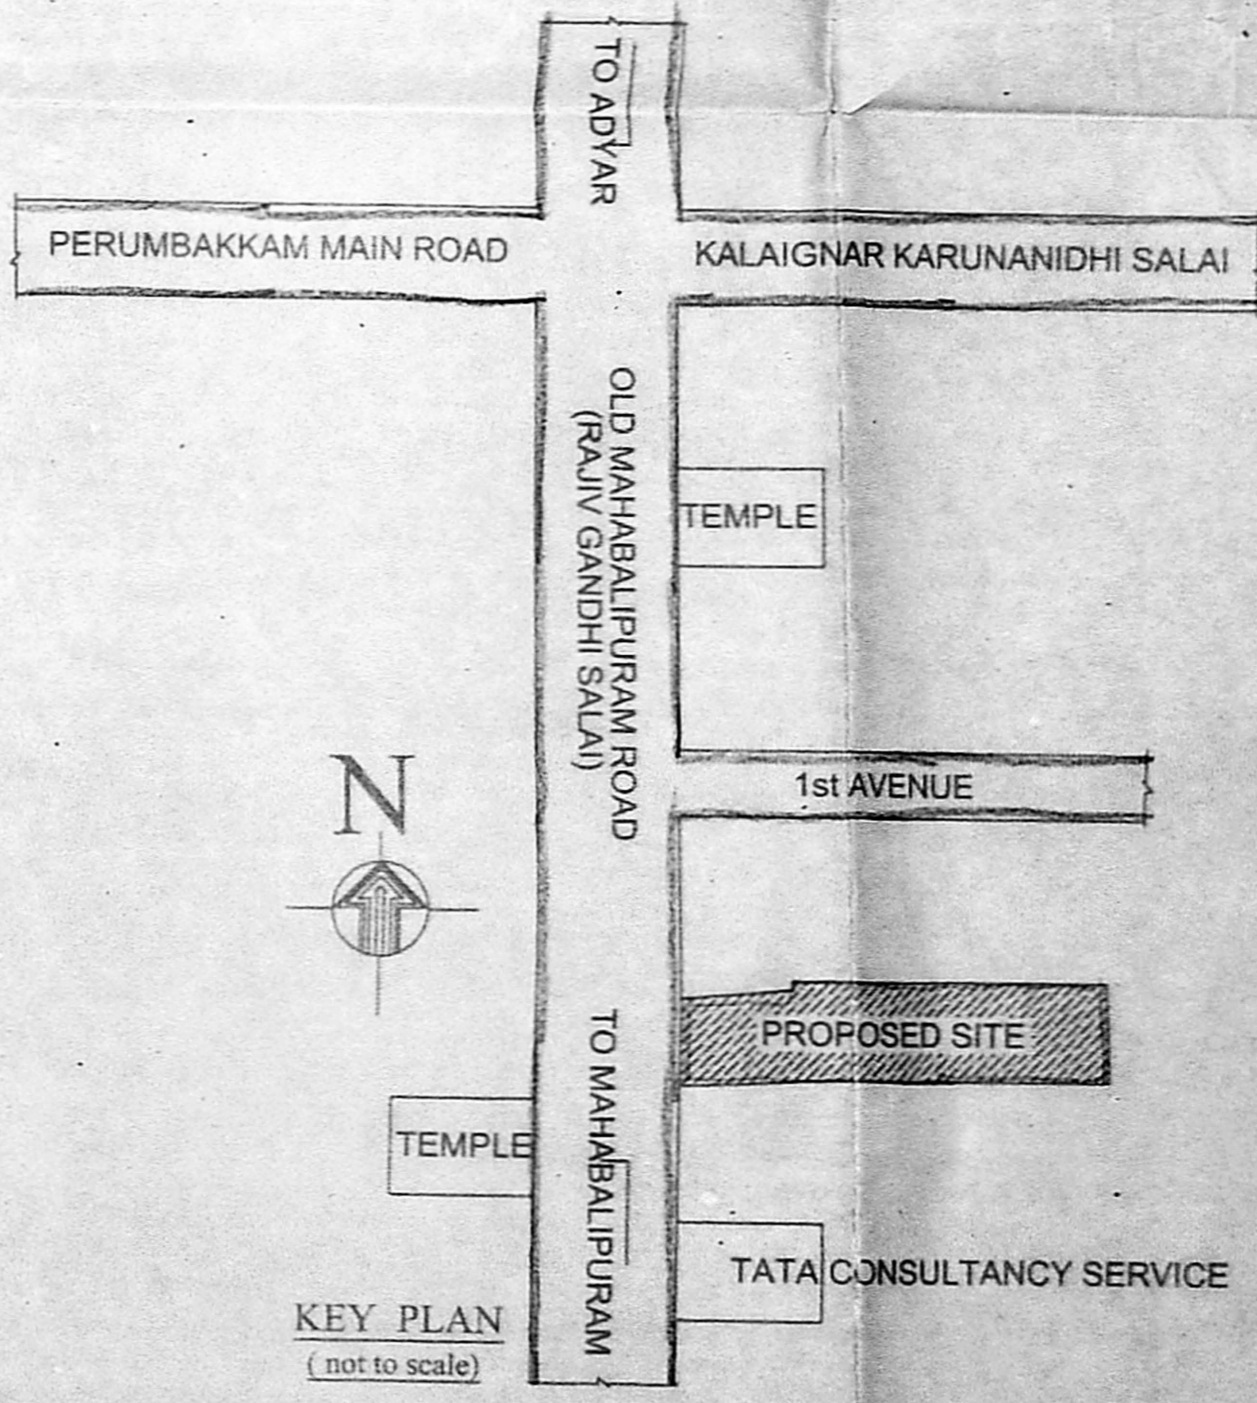 TO ADYAR
PERUMBAKKAM MAIN ROAD
KALAIGNAR KARUNANIDHI SALAI
OLD MAHABALIPURAM ROAD
(RAJIV GANDHI SALAI)
TEMPLE
1st AVENUE
N
PROPOSED SITE
TO MAHABALIPURAM
TEMPLE
TATA CONSULTANCY SERVICE
KEY PLAN
( not to scale)